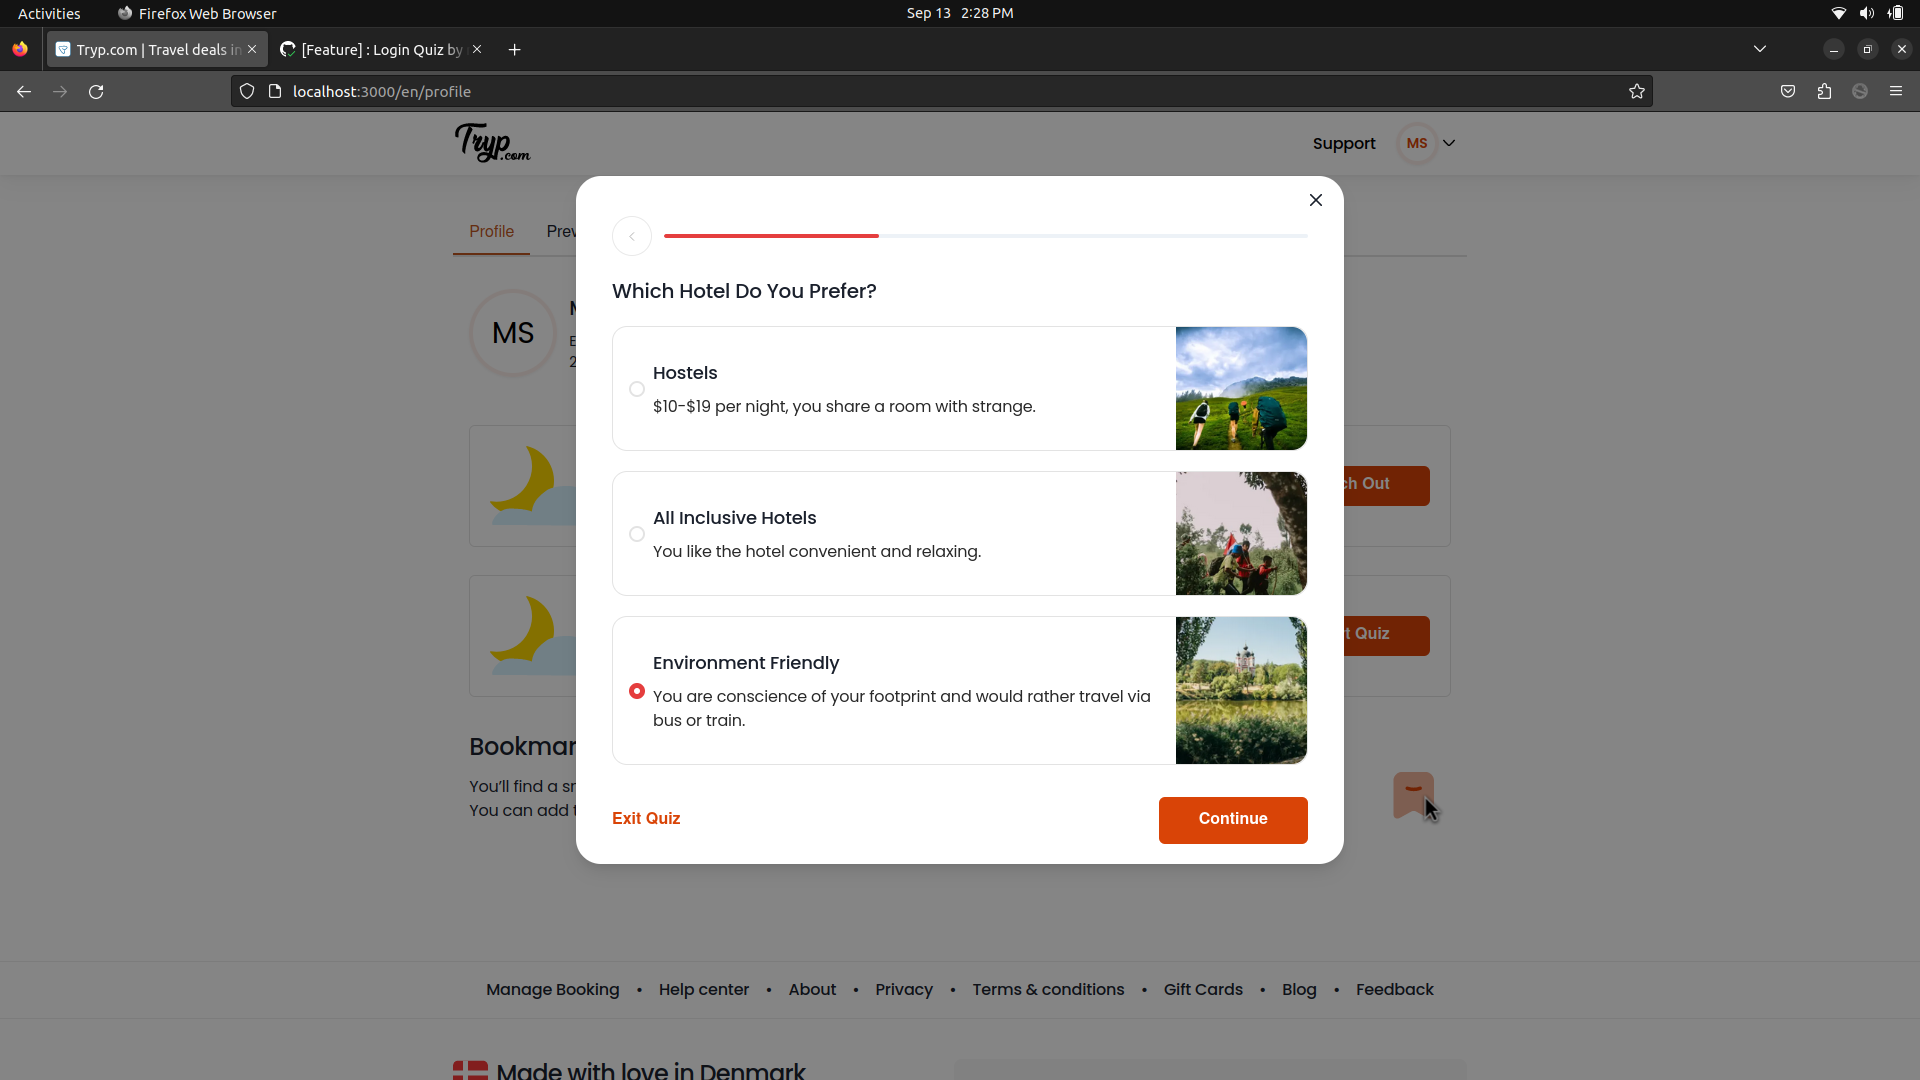 Activities
Firefox Web Browser
Sep 13 2:28 PM
Tryp.com | Travel deals in
[Feature] : Login Quiz by
localhost:3000/en/profile
Tryp.com
Support
MS
Profile
Prev
Which Hotel Do You Prefer?
MS
Hostels
$10-$19 per night, you share a room with strange.
ch Out
All Inclusive Hotels
You like the hotel convenient and relaxing.
t Quiz
Environment Friendly
You are conscience of your footprint and would rather travel via
bus or train.
Bookmar
You'll find a sr
You can add t
Exit Quiz
Continue
Manage Booking • Help center • About • Privacy • Terms & conditions • Gift Cards • Blog • Feedback
Made with love in Denmark